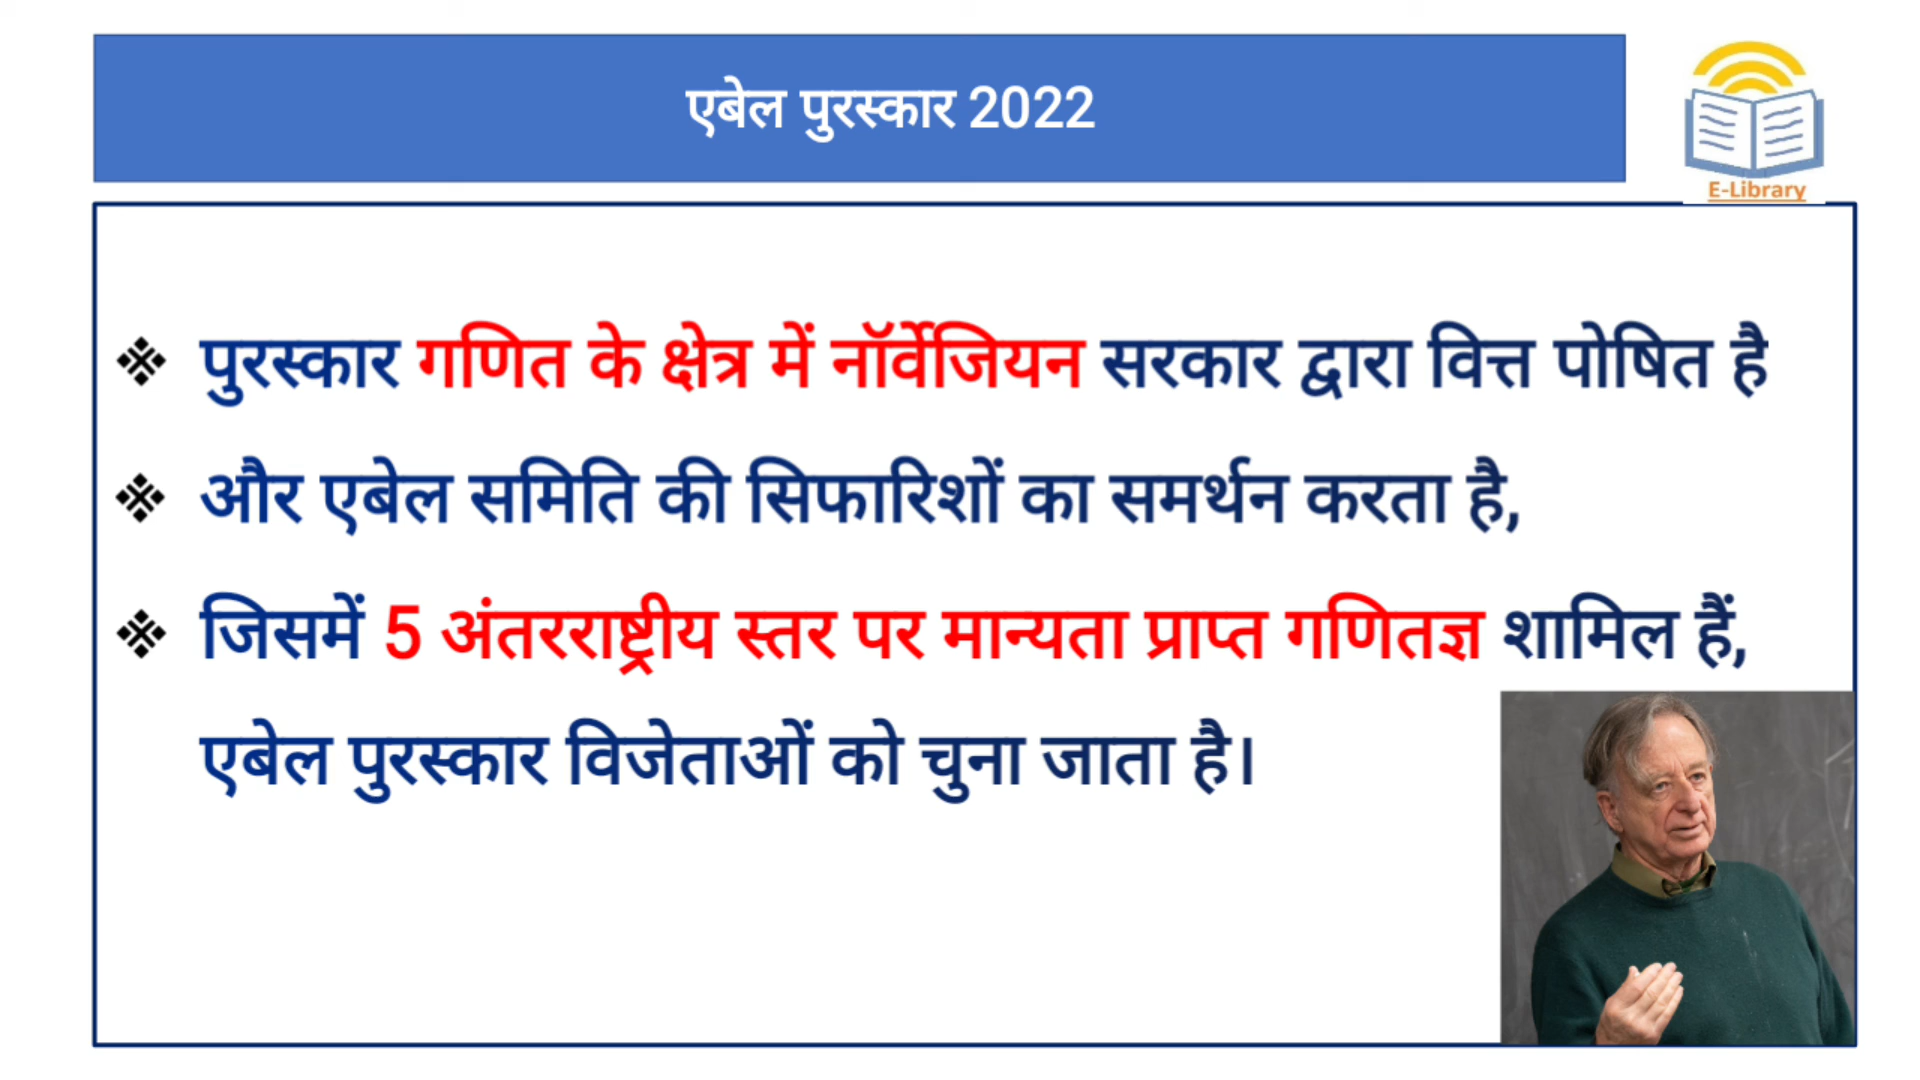 एबेल पुरस्कार 2022
E-Library
पुरस्कार गणित के क्षेत्र में नॉर्वेजियन सरकार द्वारा वित्त पोषित है
और एबेल समिति की सिफारिशों का समर्थन करता है,
जिसमें 5 अंतरराष्ट्रीय स्तर पर मान्यता प्राप्त गणितज्ञ शामिल हैं,
एबेल पुरस्कार विजेताओं को चुना जाता है।